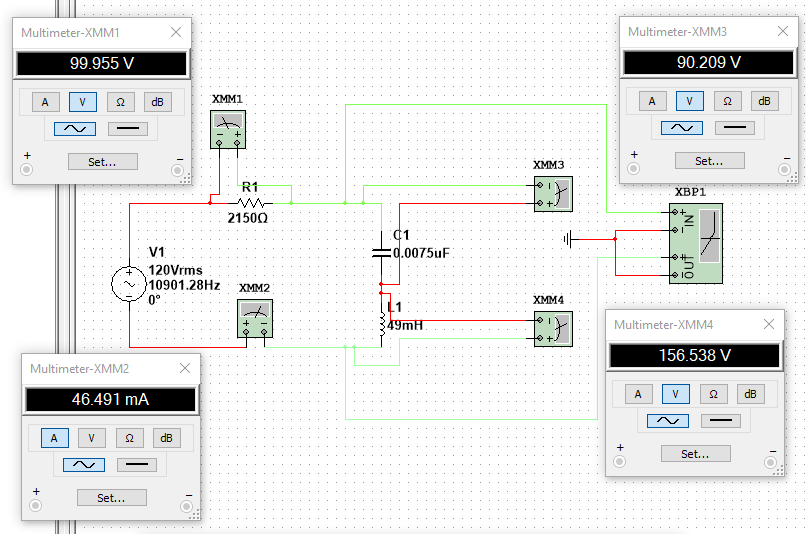 Multimeter-XMM1
99.955 V
A V Ω dB
+ Set... −
XMM1
− +
R1
2150Ω
V1
120Vrms
10901.28Hz
0°
+
−
XMM2
+ −
C1
0.0075uF
L1
49mH
XMM3
XMM4
XBP1
IN
OUT
Multimeter-XMM3
90.209 V
A V Ω dB
+ Set... −
Multimeter-XMM4
156.538 V
A V Ω dB
+ Set... −
Multimeter-XMM2
46.491 mA
A V Ω dB
+ Set... −